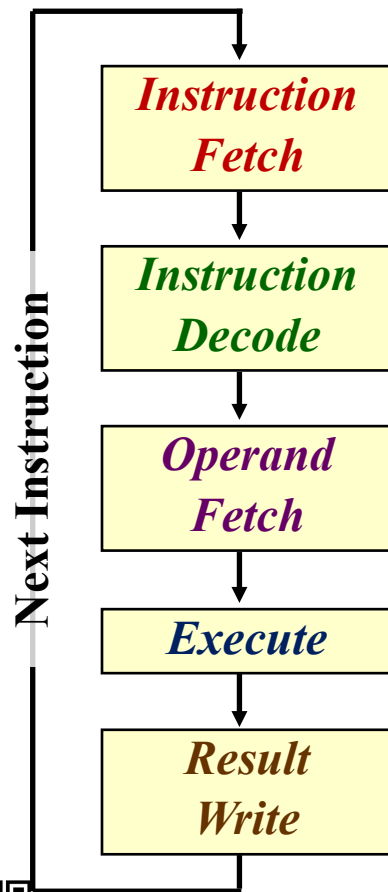 Instruction
Fetch
Instruction
Decode
Next Instruction
Operand
Fetch
Execute
Result
Write